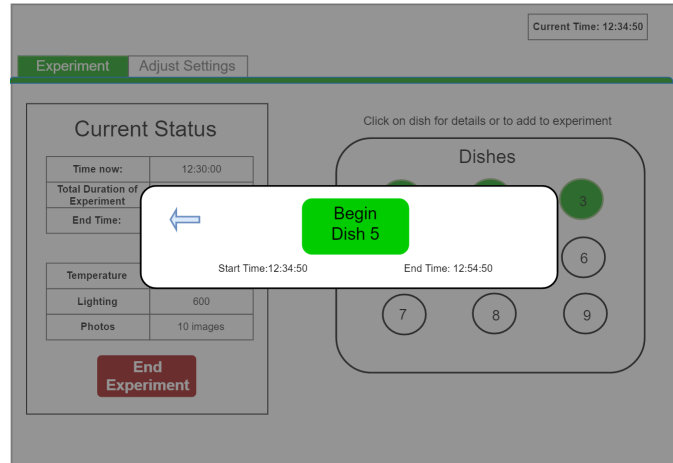 Current Time: 12:34:50
Experiment
Adjust Settings
Current Status
Click on dish for details or to add to experiment
Time now:
12:30:00
Total Duration of
Experiment
End Time:
Temperature
Lighting
600
Photos
10 images
End
Experiment
Dishes
3
6
7
8
9
Begin
Dish 5
Start Time:12:34:50
End Time: 12:54:50